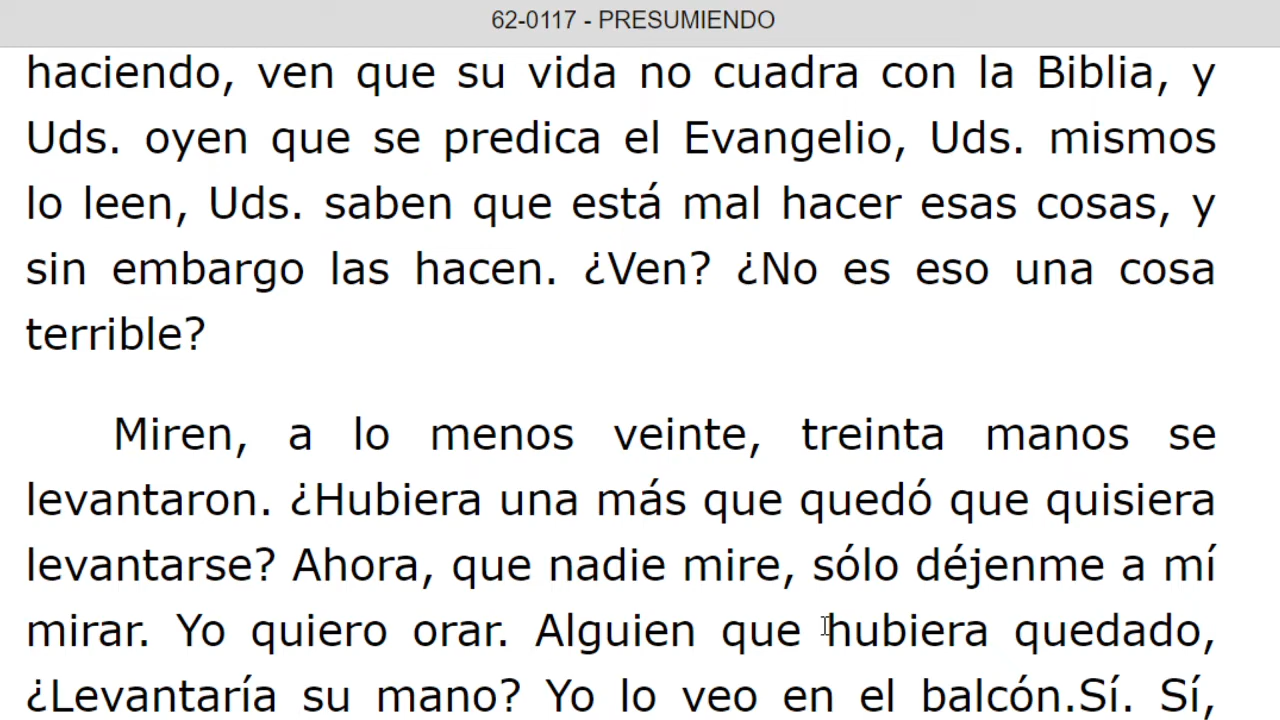 62-0117 - PRESUMIENDO
haciendo, ven que su vida no cuadra con la Biblia, y
Uds. oyen que se predica el Evangelio, Uds. mismos
lo leen, Uds. saben que está mal hacer esas cosas, y
sin embargo las hacen. ¿Ven? ¿No es eso una cosa
terrible?
Miren, a lo menos veinte, treinta manos se
levantaron. ¿Hubiera una más que quedó que quisiera
levantarse? Ahora, que nadie mire, sólo déjenme a mí
mirar. Yo quiero orar. Alguien que hubiera quedado,
¿Levantaría su mano? Yo lo veo en el balcón.Sí. Sí,